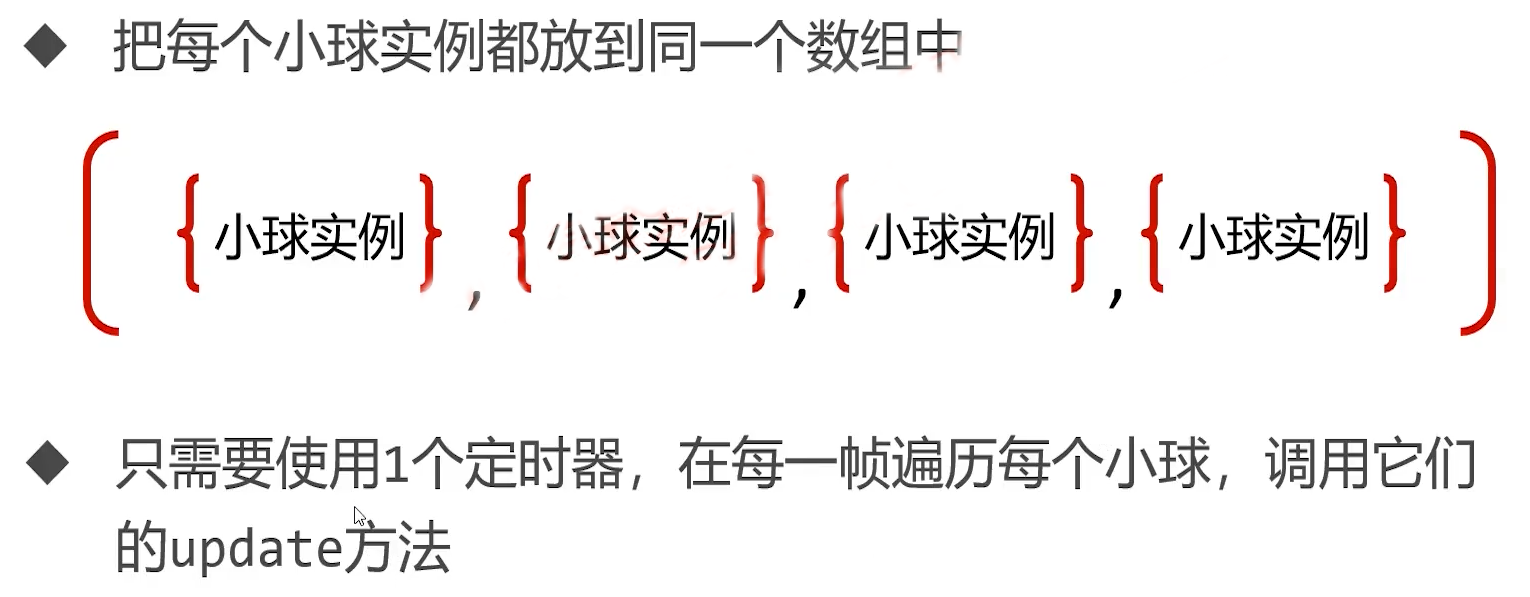 ◆ 把每个小球实例都放到同一个数组中
[ {小球实例} , {小球实例} , {小球实例} , {小球实例} ]
◆ 只需要使用1个定时器，在每一帧遍历每个小球，调用它们
的update方法